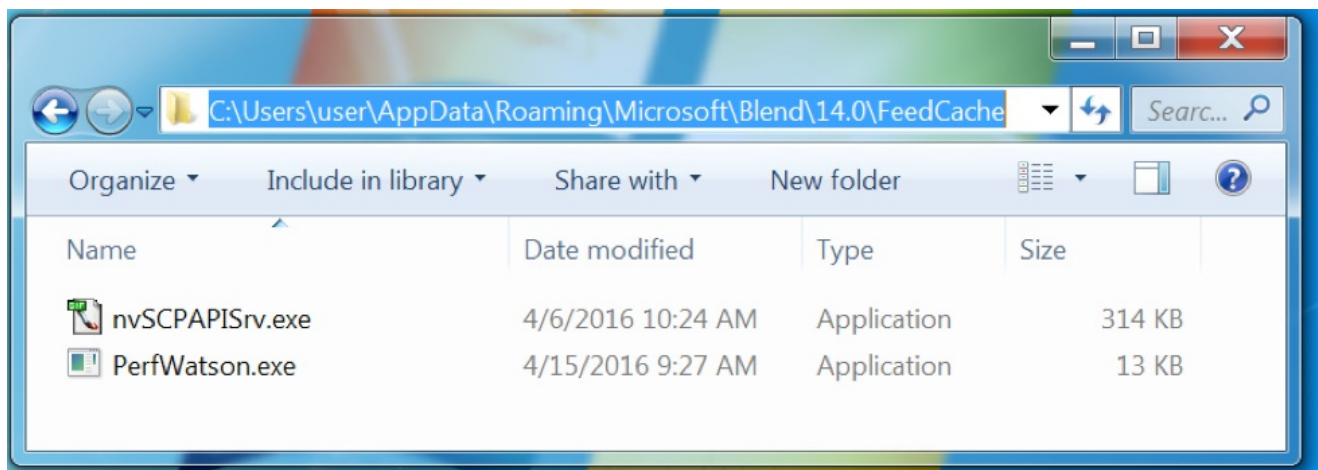 C:\Users\user\AppData\Roaming\Microsoft\Blend\14.0\FeedCache Searc...
Organize Include in library Share with New folder
Name Date modified Type Size
nvSCPAPISrv.exe 4/6/2016 10:24 AM Application 314 KB
PerfWatson.exe 4/15/2016 9:27 AM Application 13 KB